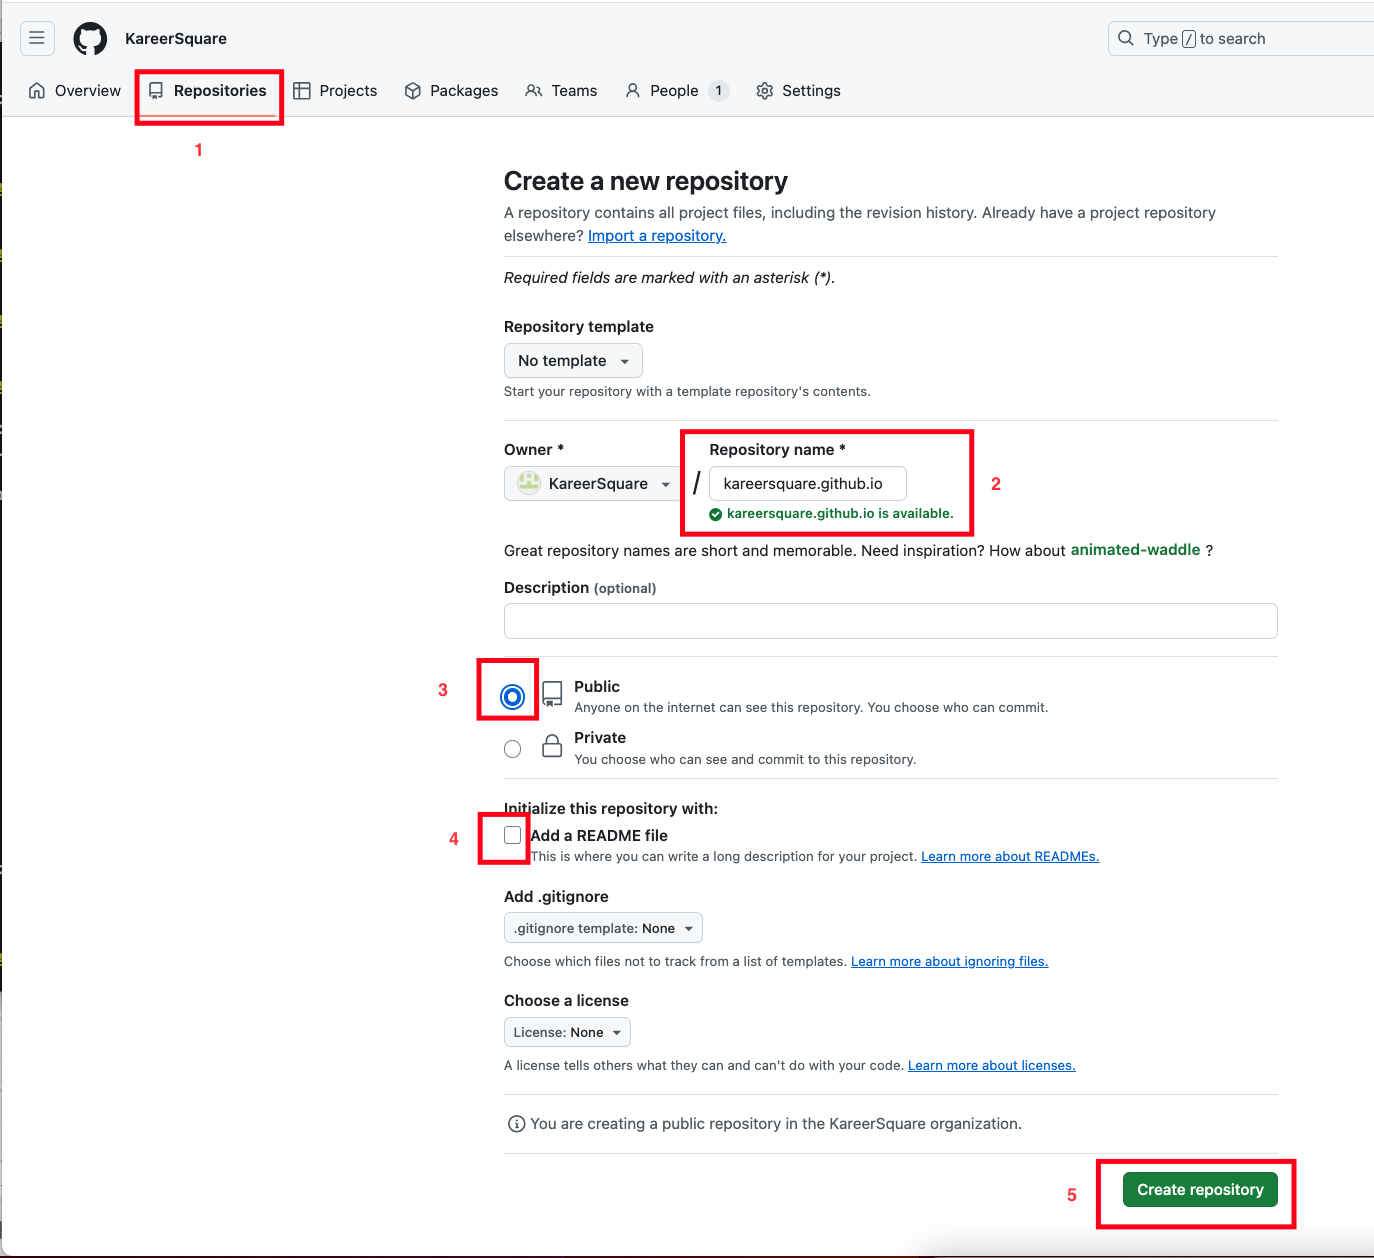 KareerSquare
Type / to search
Overview
Repositories
Projects
Packages
Teams
People 1
Settings
1
Create a new repository
A repository contains all project files, including the revision history. Already have a project repository
elsewhere? Import a repository.
Required fields are marked with an asterisk (*).
Repository template
No template
Start your repository with a template repository's contents.
Owner *
Repository name *
KareerSquare
/
kareersquare.github.io
2
kareersquare.github.io is available.
Great repository names are short and memorable. Need inspiration? How about animated-waddle ?
Description (optional)
3
Public
Anyone on the internet can see this repository. You choose who can commit.
Private
You choose who can see and commit to this repository.
Initialize this repository with:
4
Add a README file
This is where you can write a long description for your project. Learn more about READMEs.
Add .gitignore
.gitignore template: None
Choose which files not to track from a list of templates. Learn more about ignoring files.
Choose a license
License: None
A license tells others what they can and can't do with your code. Learn more about licenses.
You are creating a public repository in the KareerSquare organization.
5
Create repository